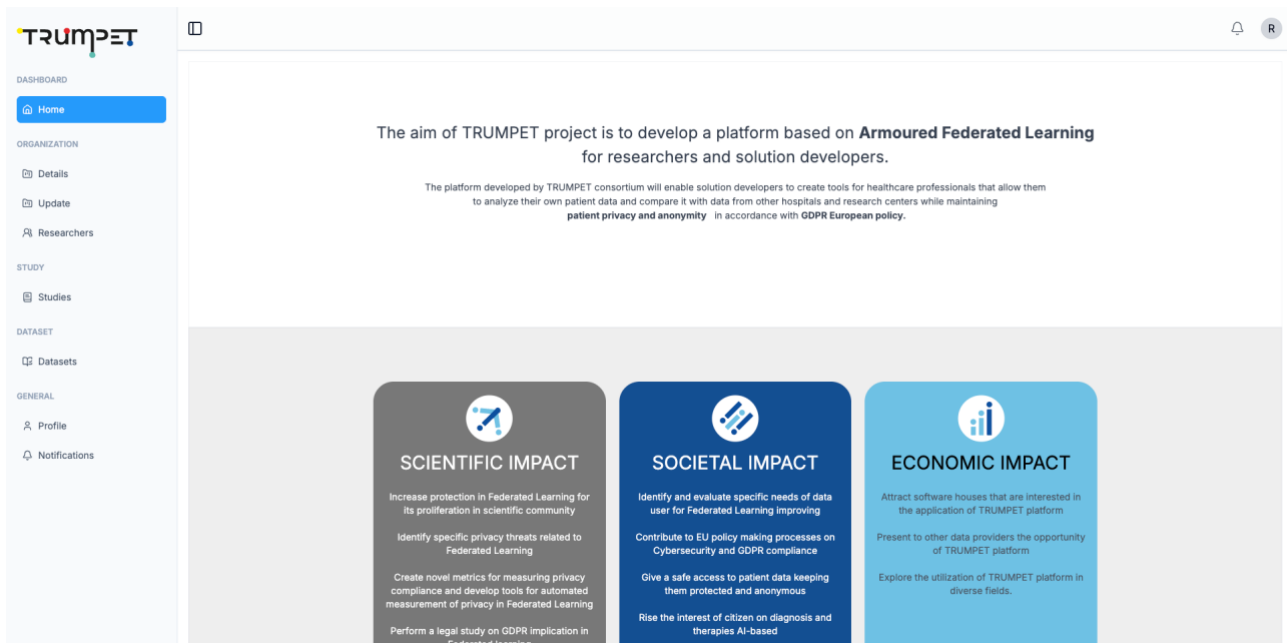 TRUMPET
DASHBOARD
Home
ORGANIZATION
Details
Update
Researchers
STUDY
Studies
DATASET
Datasets
GENERAL
Profile
Notifications
R
The aim of TRUMPET project is to develop a platform based on Armoured Federated Learning
for researchers and solution developers.
The platform developed by TRUMPET consortium will enable solution developers to create tools for healthcare professionals that allow them
to analyze their own patient data and compare it with data from other hospitals and research centers while maintaining
patient privacy and anonymity in accordance with GDPR European policy.
SCIENTIFIC IMPACT
Increase protection in Federated Learning for
its proliferation in scientific community
Identify specific privacy threats related to
Federated Learning
Create novel metrics for measuring privacy
compliance and develop tools for automated
measurement of privacy in Federated Learning
Perform a legal study on GDPR implication in
Federated learning
SOCIETAL IMPACT
Identify and evaluate specific needs of data
user for Federated Learning improving
Contribute to EU policy making processes on
Cybersecurity and GDPR compliance
Give a safe access to patient data keeping
them protected and anonymous
Rise the interest of citizen on diagnosis and
therapies AI-based
ECONOMIC IMPACT
Attract software houses that are interested in
the application of TRUMPET platform
Present to other data providers the opportunity
of TRUMPET platform
Explore the utilization of TRUMPET platform in
diverse fields.